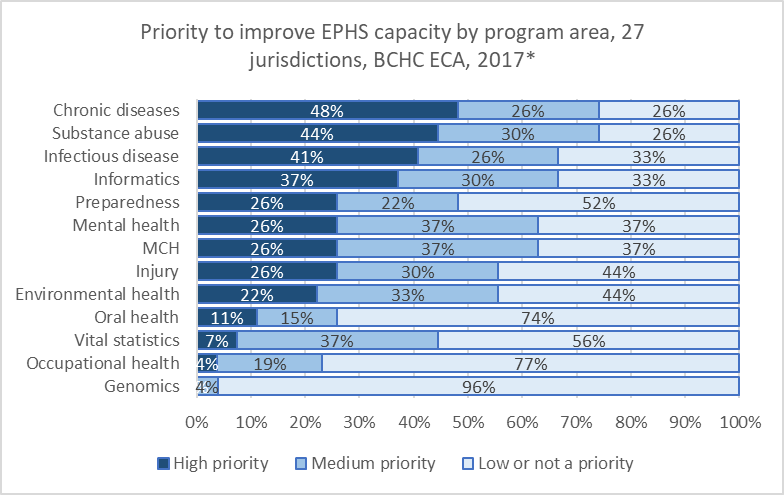 Priority to improve EPHS capacity by program area, 27
jurisdictions, BCHC ECA, 2017*
Chronic diseases 48% 26% 26%
Substance abuse 44% 30% 26%
Infectious disease 41% 26% 33%
Informatics 37% 30% 33%
Preparedness 26% 22% 52%
Mental health 26% 37% 37%
MCH 26% 37% 37%
Injury 26% 30% 44%
Environmental health 22% 33% 44%
Oral health 11% 15% 74%
Vital statistics 7% 37% 56%
Occupational health 4% 19% 77%
Genomics 4% 96%
0% 10% 20% 30% 40% 50% 60% 70% 80% 90% 100%
High priority Medium priority Low or not a priority